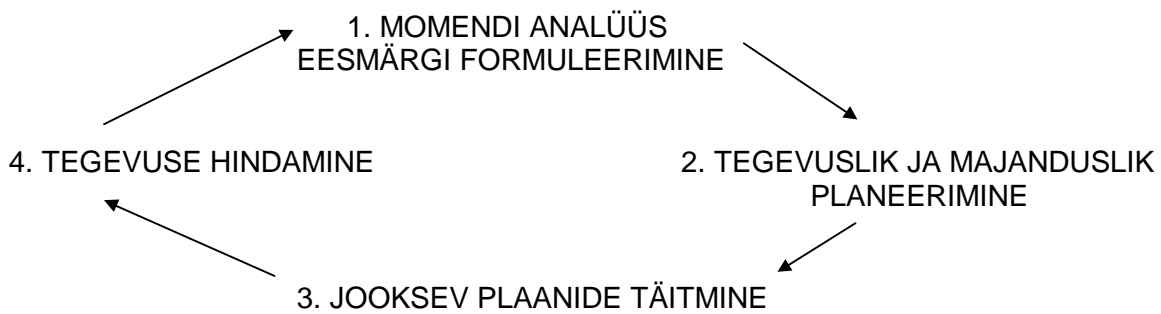 1. MOMENDI ANALÜÜS
EESMÄRGI FORMULEERIMINE
4. TEGEVUSE HINDAMINE
2. TEGEVUSLIK JA MAJANDUSLIK
PLANEERIMINE
3. JOOKSEV PLAANIDE TÄITMINE